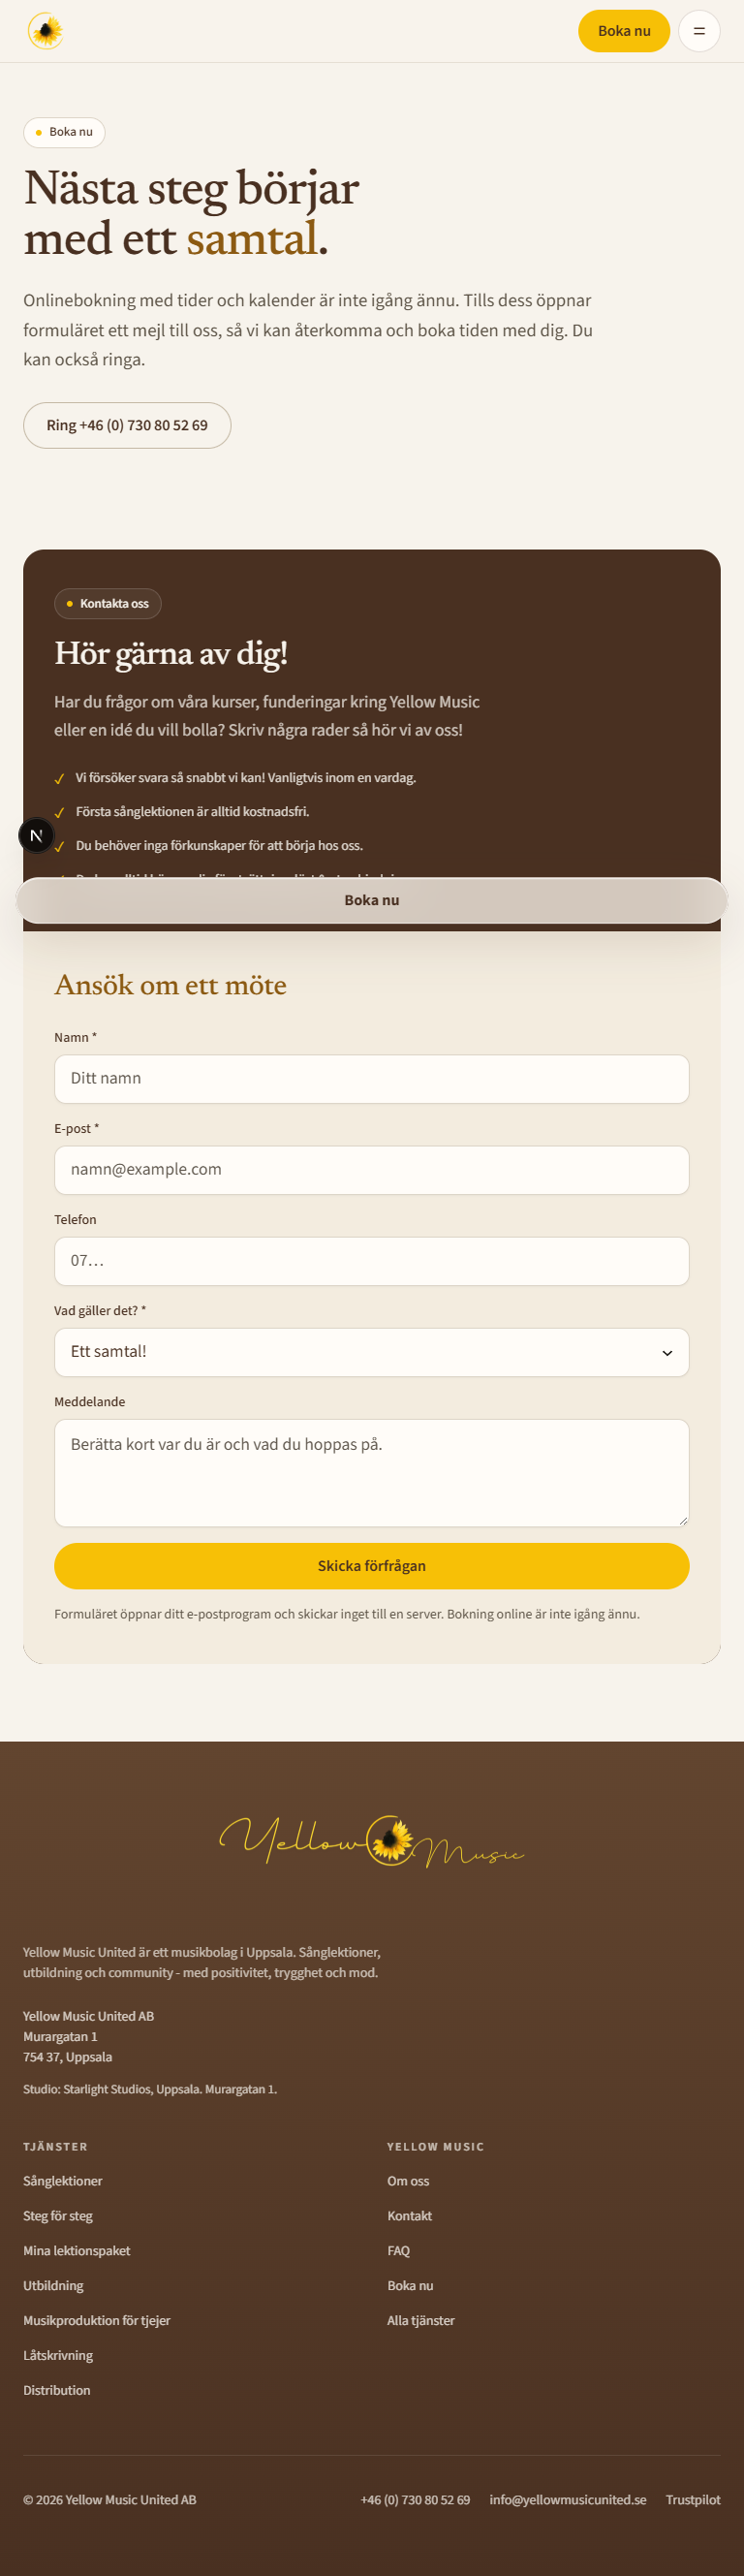 Boka nu
Boka nu
Nästa steg börjar
med ett samtal.
Onlinebokning med tider och kalender är inte igång ännu. Tills dess öppnar
formuläret ett mejl till oss, så vi kan återkomma och boka tiden med dig. Du
kan också ringa.
Ring +46 (0) 730 80 52 69
Kontakta oss
Hör gärna av dig!
Har du frågor om våra kurser, funderingar kring Yellow Music
eller en idé du vill bolla? Skriv några rader så hör vi av oss!
Vi försöker svara så snabbt vi kan! Vanligtvis inom en vardag.
Första sånglektionen är alltid kostnadsfri.
Du behöver inga förkunskaper för att börja hos oss.
Boka nu
Ansök om ett möte
Namn *
Ditt namn
E-post *
namn@example.com
Telefon
07…
Vad gäller det? *
Ett samtal!
Meddelande
Berätta kort var du är och vad du hoppas på.
Skicka förfrågan
Formuläret öppnar ditt e-postprogram och skickar inget till en server. Bokning online är inte igång ännu.
Yellow Music
Yellow Music United är ett musikbolag i Uppsala. Sånglektioner,
utbildning och community - med positivitet, trygghet och mod.
Yellow Music United AB
Murargatan 1
754 37, Uppsala
Studio: Starlight Studios, Uppsala. Murargatan 1.
TJÄNSTER
Sånglektioner
Steg för steg
Mina lektionspaket
Utbildning
Musikproduktion för tjejer
Låtskrivning
Distribution
YELLOW MUSIC
Om oss
Kontakt
FAQ
Boka nu
Alla tjänster
© 2026 Yellow Music United AB
+46 (0) 730 80 52 69 info@yellowmusicunited.se Trustpilot